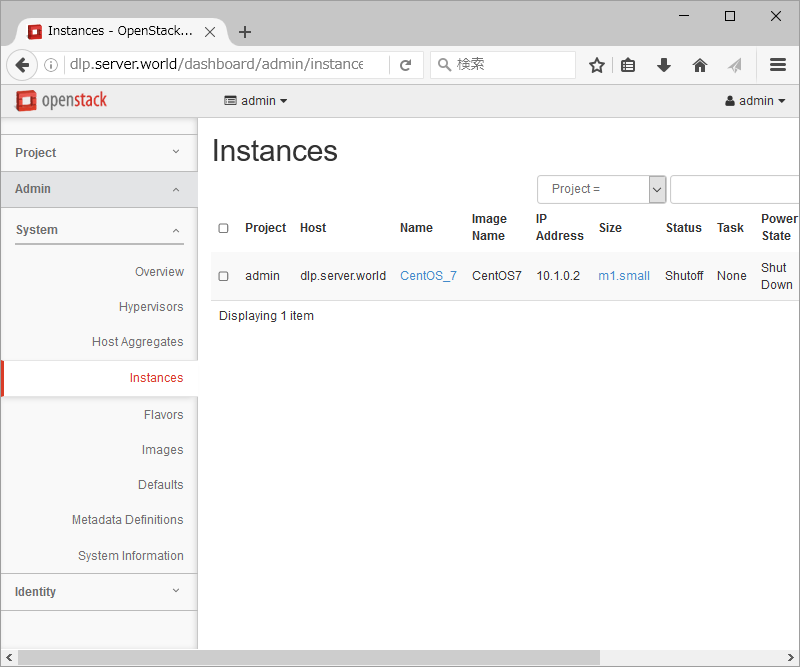 Instances - OpenStack...
dlp.server.world/dashboard/admin/instance
検索
openstack
admin
admin
Project
Admin
System
Overview
Hypervisors
Host Aggregates
Instances
Flavors
Images
Defaults
Metadata Definitions
System Information
Identity
Instances
Project =
Project Host Name Image Name IP Address Size Status Task Power State
admin dlp.server.world CentOS_7 CentOS7 10.1.0.2 m1.small Shutoff None Shut Down
Displaying 1 item